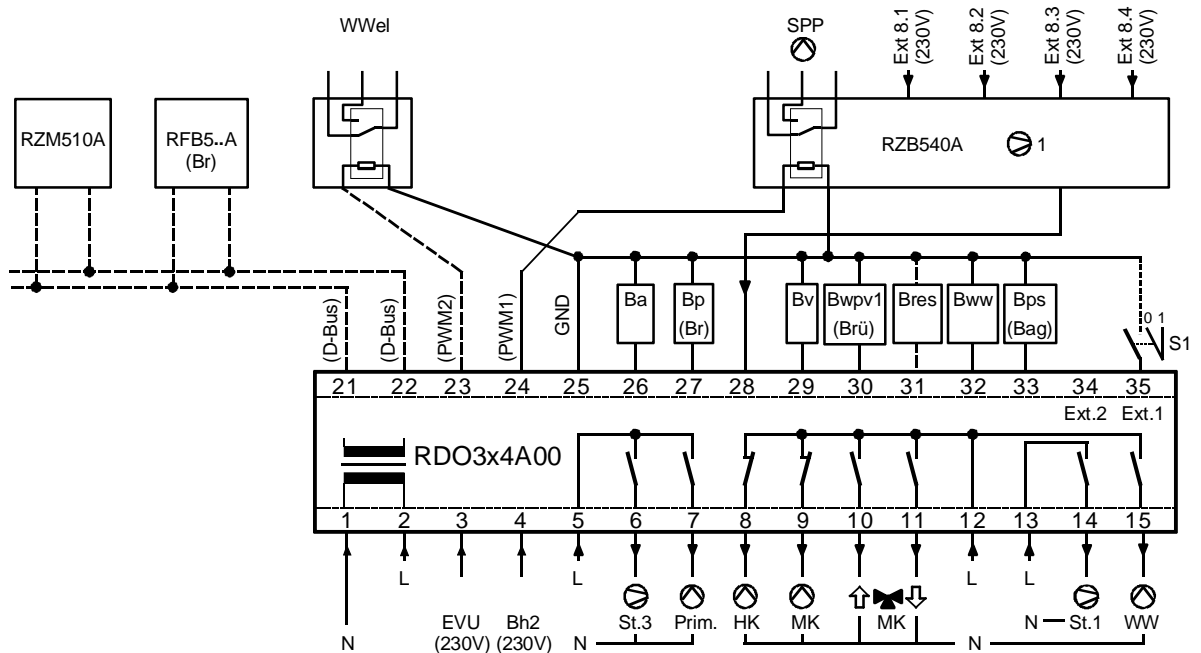 WWel
SPP
Ext 8.1
(230V)
Ext 8.2
(230V)
Ext 8.3
(230V)
Ext 8.4
(230V)
RZM510A
RFB5..A
(Br)
RZB540A
1
(D-Bus)
(D-Bus)
(PWM2)
(PWM1)
GND
Ba
Bp
(Br)
Bv
Bwpv1
(Brü)
Bres
Bww
Bps
(Bag)
0 1
S1
21 22 23 24 25 26 27 28 29 30 31 32 33 34 35
Ext.2 Ext.1
RDO3x4A00
1 2 3 4 5 6 7 8 9 10 11 12 13 14 15
L L L L
N
EVU
(230V)
Bh2
(230V)
N
St.3
Prim.
HK
MK
MK
N
N
St.1
WW